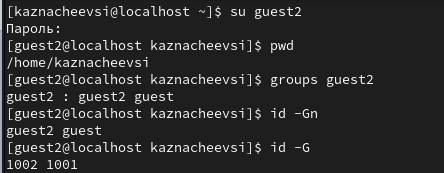 [kaznacheevsi@localhost ~]$ su guest2
Пароль:
[guest2@localhost kaznacheevsi]$ pwd
/home/kaznacheevsi
[guest2@localhost kaznacheevsi]$ groups guest2
guest2 : guest2 guest
[guest2@localhost kaznacheevsi]$ id -Gn
guest2 guest
[guest2@localhost kaznacheevsi]$ id -G
1002 1001